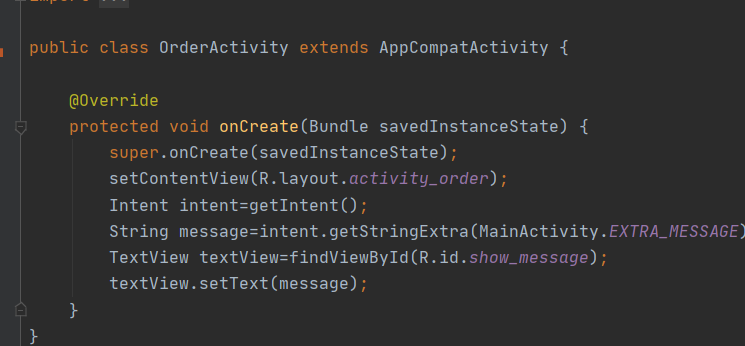 import ...
public class OrderActivity extends AppCompatActivity {
@Override
protected void onCreate(Bundle savedInstanceState) {
super.onCreate(savedInstanceState);
setContentView(R.layout.activity_order);
Intent intent=getIntent();
String message=intent.getStringExtra(MainActivity.EXTRA_MESSAGE)
TextView textView=findViewById(R.id.show_message);
textView.setText(message);
}
}